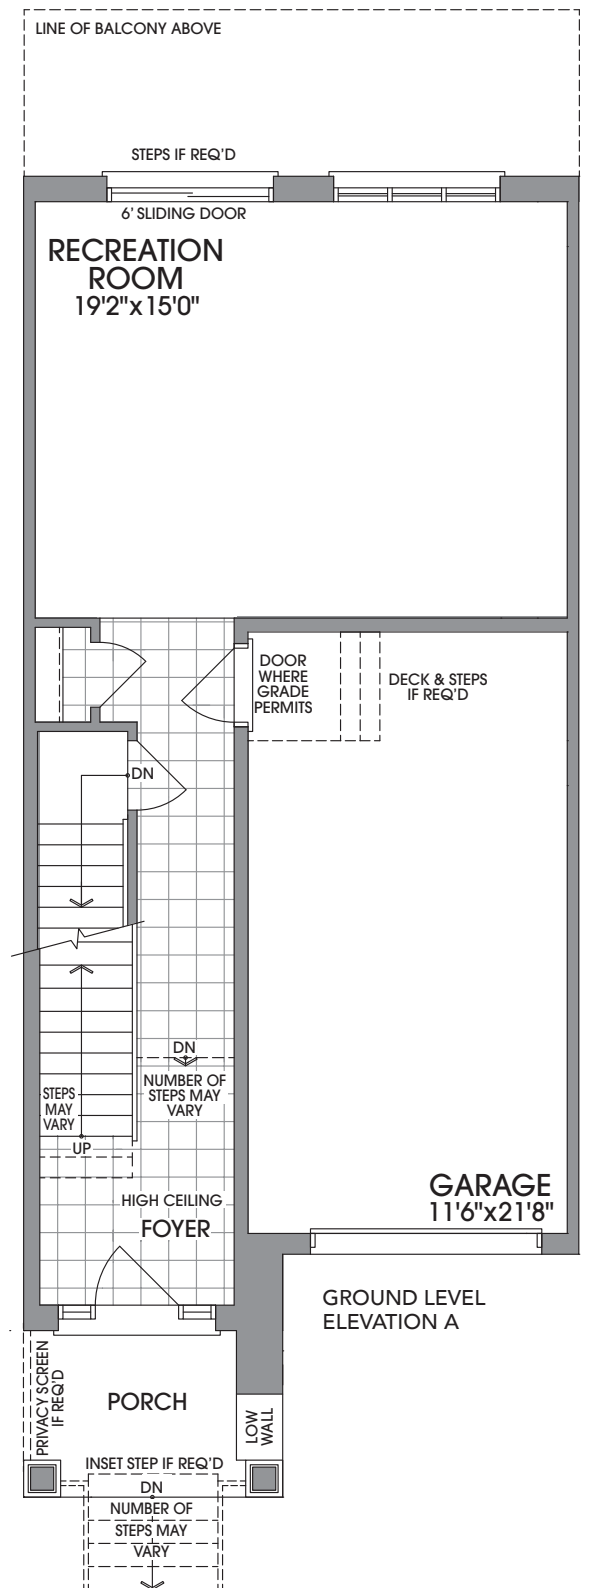 LINE OF BALCONY ABOVE
STEPS IF REQ'D
6' SLIDING DOOR
RECREATION
ROOM
19'2"x15'0"
DOOR
WHERE
GRADE
PERMITS
DECK & STEPS
IF REQ'D
DN
DN
NUMBER OF
STEPS MAY
VARY
STEPS
MAY
VARY
UP
HIGH CEILING
FOYER
GARAGE
11'6"x21'8"
GROUND LEVEL
ELEVATION A
PRIVACY SCREEN
IF REQ'D
PORCH
LOW
WALL
INSET STEP IF REQ'D
DN
NUMBER OF
STEPS MAY
VARY